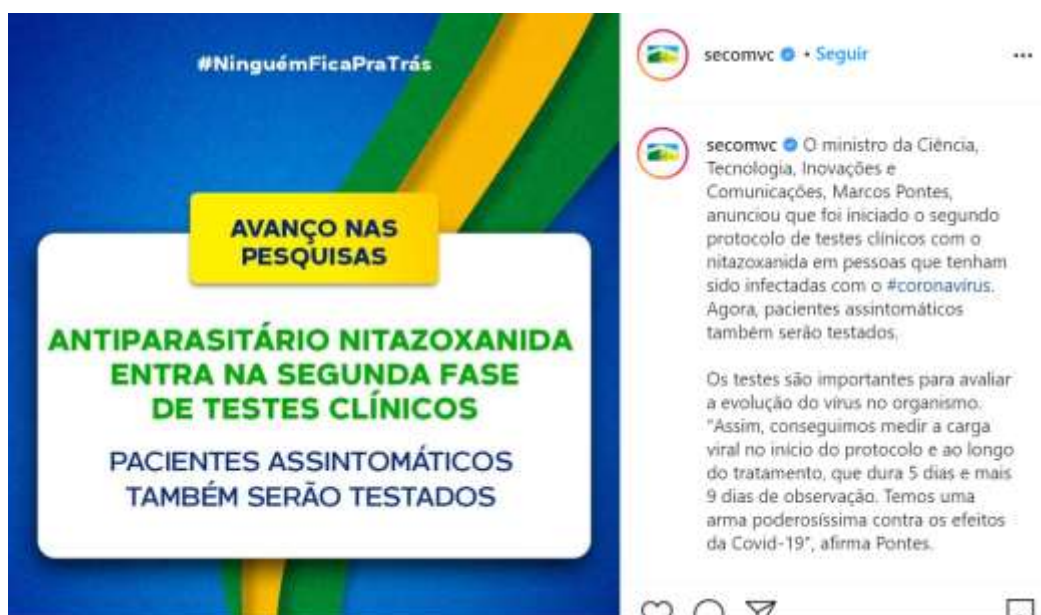 #NinguémFicaPraTrás
AVANÇO NAS
PESQUISAS
ANTIPARASITÁRIO NITAZOXANIDA
ENTRA NA SEGUNDA FASE
DE TESTES CLÍNICOS
PACIENTES ASSINTOMÁTICOS
TAMBÉM SERÃO TESTADOS
secomvc • Seguir
secomvc O ministro da Ciência,
Tecnologia, Inovações e
Comunicações, Marcos Pontes,
anunciou que foi iniciado o segundo
protocolo de testes clínicos com o
nitazoxanida em pessoas que tenham
sido infectadas com o #coronavírus.
Agora, pacientes assintomáticos
também serão testados.
Os testes são importantes para avaliar
a evolução do vírus no organismo.
"Assim, conseguimos medir a carga
viral no início do protocolo e ao longo
do tratamento, que dura 5 dias e mais
9 dias de observação. Temos uma
arma poderosíssima contra os efeitos
da Covid-19", afirma Pontes.